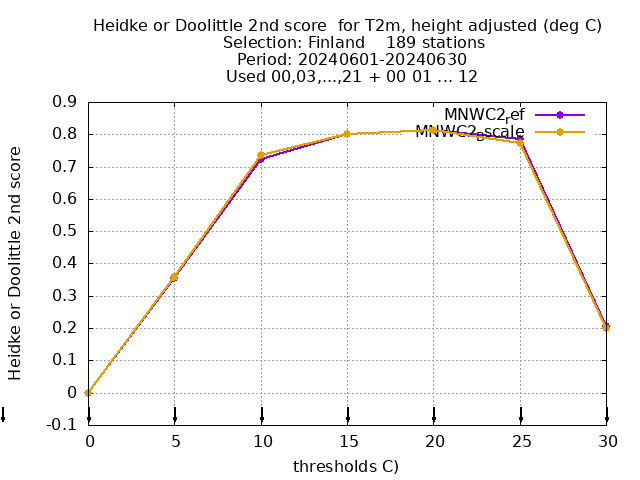 Heidke or Doolittle 2nd score  for T2m, height adjusted (deg C)
Selection: Finland    189 stations
Period: 20240601-20240630
Used 00,03,...,21 + 00 01 ... 12
MNWC2ref
MNWC2pscale
Heidke or Doolittle 2nd score
0.9
0.8
0.7
0.6
0.5
0.4
0.3
0.2
0.1
0
-0.1
0 5 10 15 20 25 30
thresholds C)